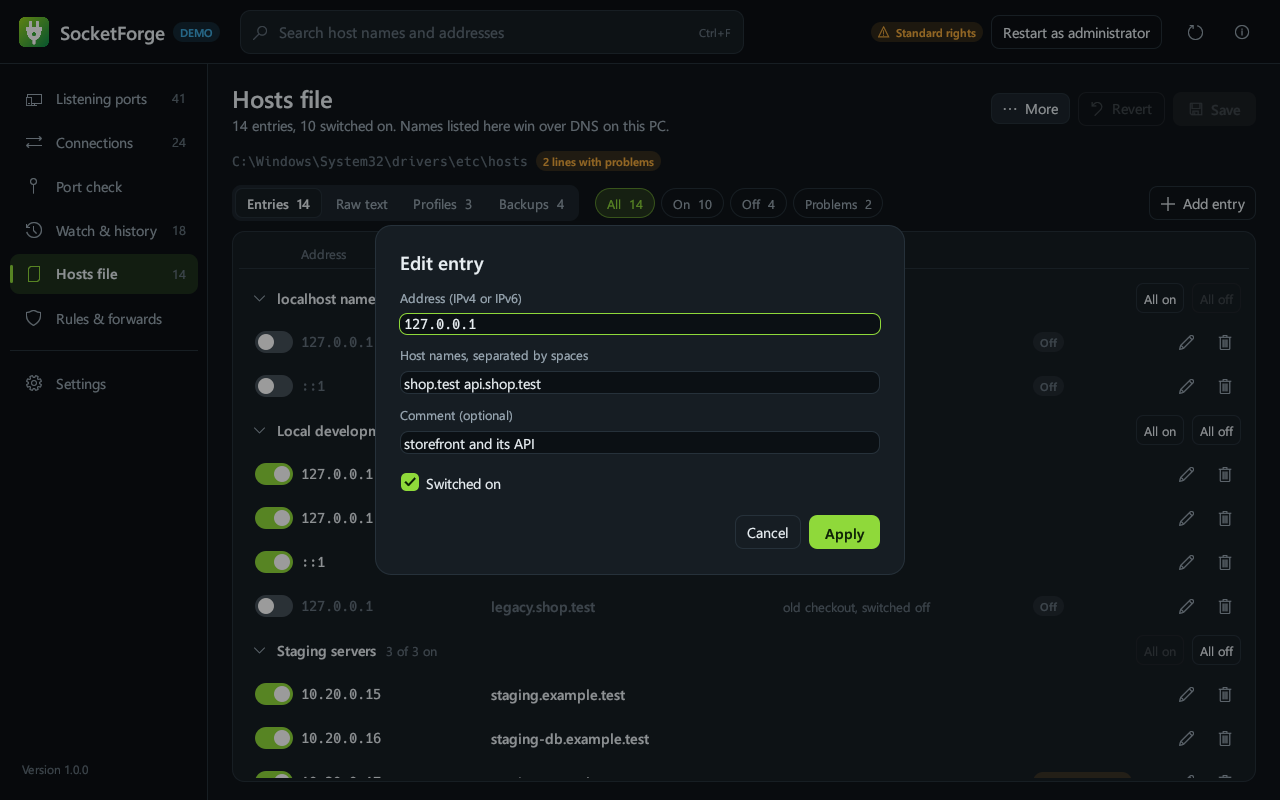 SocketForge DEMO
Search host names and addresses Ctrl+F
Standard rights
Restart as administrator
Listening ports 41
Connections 24
Port check
Watch & history 18
Hosts file 14
Rules & forwards
Settings
Version 1.0.0
Hosts file
14 entries, 10 switched on. Names listed here win over DNS on this PC.
More
Revert
Save
C:\Windows\System32\drivers\etc\hosts 2 lines with problems
Entries 14 Raw text Profiles 3 Backups 4
All 14 On 10 Off 4 Problems 2
Add entry
Address
localhost name
All on All off
127.0.0.1 Off
::1 Off
Local developm
All on All off
127.0.0.1
127.0.0.1
::1
127.0.0.1 legacy.shop.test old checkout, switched off Off
Staging servers 3 of 3 on
All on All off
10.20.0.15 staging.example.test
10.20.0.16 staging-db.example.test
Edit entry
Address (IPv4 or IPv6)
127.0.0.1
Host names, separated by spaces
shop.test api.shop.test
Comment (optional)
storefront and its API
Switched on
Cancel Apply